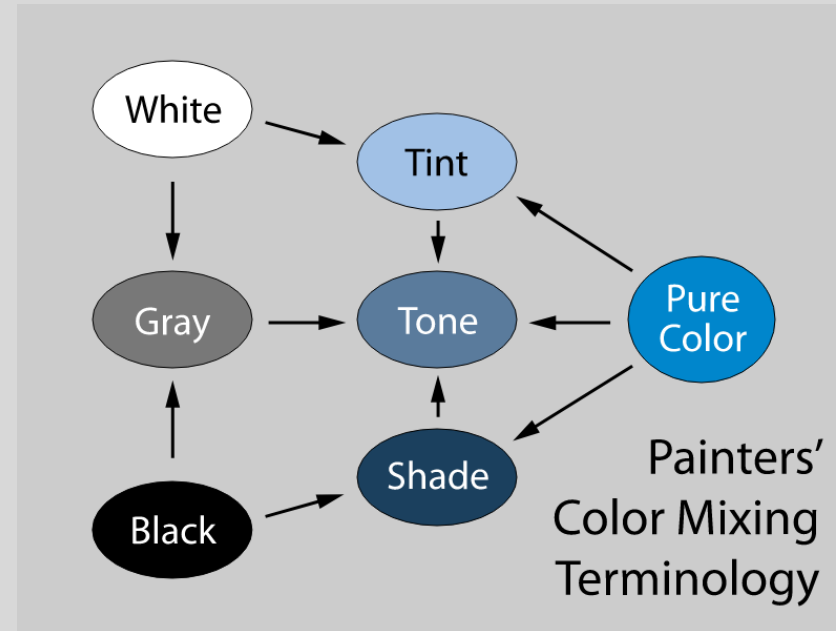 White
Tint
Gray
Tone
Pure
Color
Shade
Black
Painters’
Color Mixing
Terminology